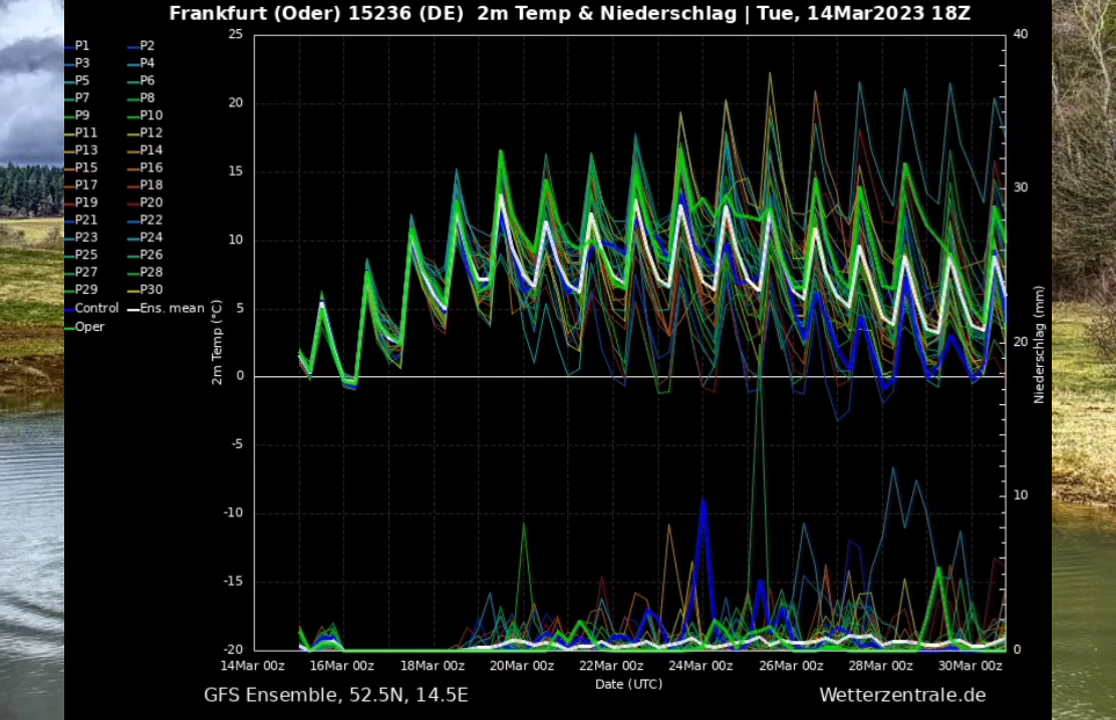 Frankfurt (Oder) 15236 (DE)  2m Temp & Niederschlag | Tue, 14Mar2023 18Z
P1 P2
P3 P4
P5 P6
P7 P8
P9 P10
P11 P12
P13 P14
P15 P16
P17 P18
P19 P20
P21 P22
P23 P24
P25 P26
P27 P28
P29 P30
Control Ens. mean
Oper
2m Temp (°C)
25
20
15
10
5
0
-5
-10
-15
-20
40
30
20
10
0
Niederschlag (mm)
14Mar 00z 16Mar 00z 18Mar 00z 20Mar 00z 22Mar 00z 24Mar 00z 26Mar 00z 28Mar 00z 30Mar 00z
Date (UTC)
GFS Ensemble, 52.5N, 14.5E Wetterzentrale.de